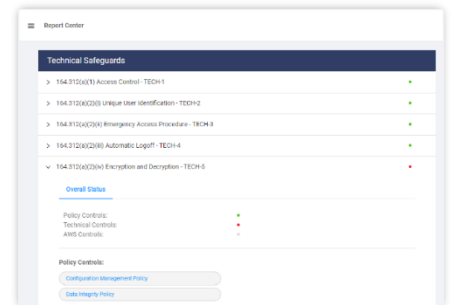 Report Center
Technical Safeguards
164.312(a)(1) Access Control - TECH-1
164.312(a)(2)(i) Unique User Identification - TECH-2
164.312(a)(2)(ii) Emergency Access Procedure - TECH-3
164.312(a)(2)(iii) Automatic Logoff - TECH-4
164.312(a)(2)(iv) Encryption and Decryption - TECH-5
Overall Status
Policy Controls:
Technical Controls:
AWS Controls:
Policy Controls:
Configuration Management Policy
Data Integrity Policy